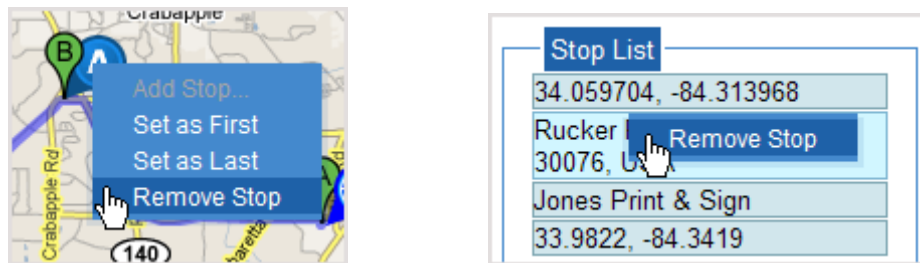 Crabapple
B
A
Add Stop...
Set as First
Set as Last
Remove Stop
A
Crabapple Rd
140
Stop List
34.059704, -84.313968
Rucker
Remove Stop
30076,
Jones Print & Sign
33.9822, -84.3419